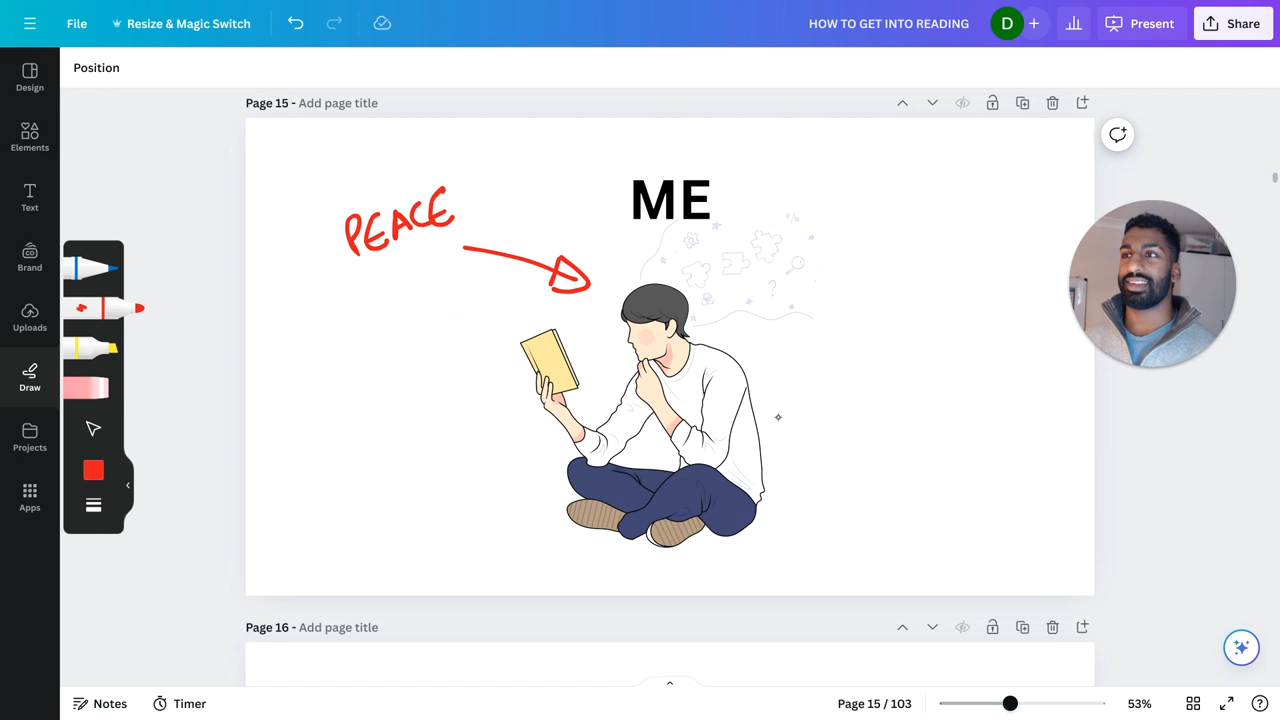 File
Resize & Magic Switch
HOW TO GET INTO READING
D
Present
Share
Position
Design
Elements
Text
Brand
Uploads
Draw
Projects
Apps
Page 15 - Add page title
ME
PEACE
Page 16 - Add page title
Notes
Timer
Page 15 / 103
53%